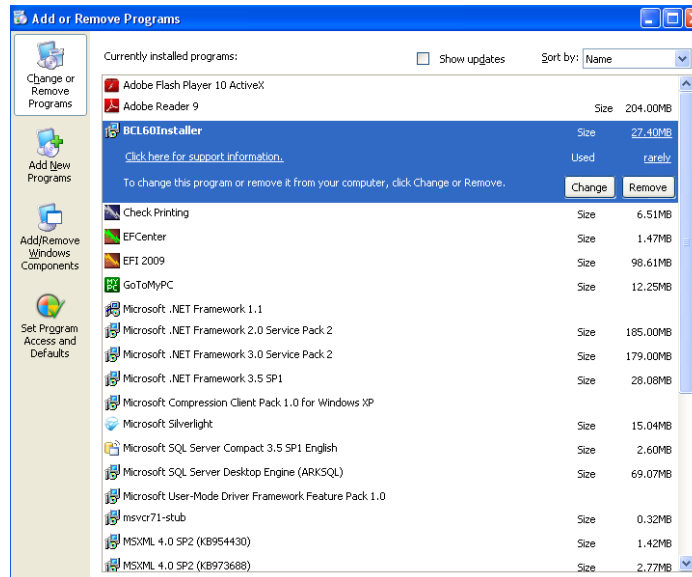 Add or Remove Programs
Change or
Remove
Programs
Add New
Programs
Add/Remove
Windows
Components
Set Program
Access and
Defaults
Currently installed programs:
Show updates
Sort by: Name
Adobe Flash Player 10 ActiveX
Adobe Reader 9 Size 204.00MB
BCL60Installer Size 27.40MB
Click here for support information. Used rarely
To change this program or remove it from your computer, click Change or Remove. Change Remove
Check Printing Size 6.51MB
EFCenter Size 1.47MB
EFI 2009 Size 98.61MB
MY PC GoToMyPC Size 12.25MB
Microsoft .NET Framework 1.1
Microsoft .NET Framework 2.0 Service Pack 2 Size 185.00MB
Microsoft .NET Framework 3.0 Service Pack 2 Size 179.00MB
Microsoft .NET Framework 3.5 SP1 Size 28.08MB
Microsoft Compression Client Pack 1.0 for Windows XP
Microsoft Silverlight Size 15.04MB
Microsoft SQL Server Compact 3.5 SP1 English Size 2.60MB
Microsoft SQL Server Desktop Engine (ARKSQL) Size 69.07MB
Microsoft User-Mode Driver Framework Feature Pack 1.0
msvcr71-stub Size 0.32MB
MSXML 4.0 SP2 (KB954430) Size 1.42MB
MSXML 4.0 SP2 (KB973688) Size 2.77MB